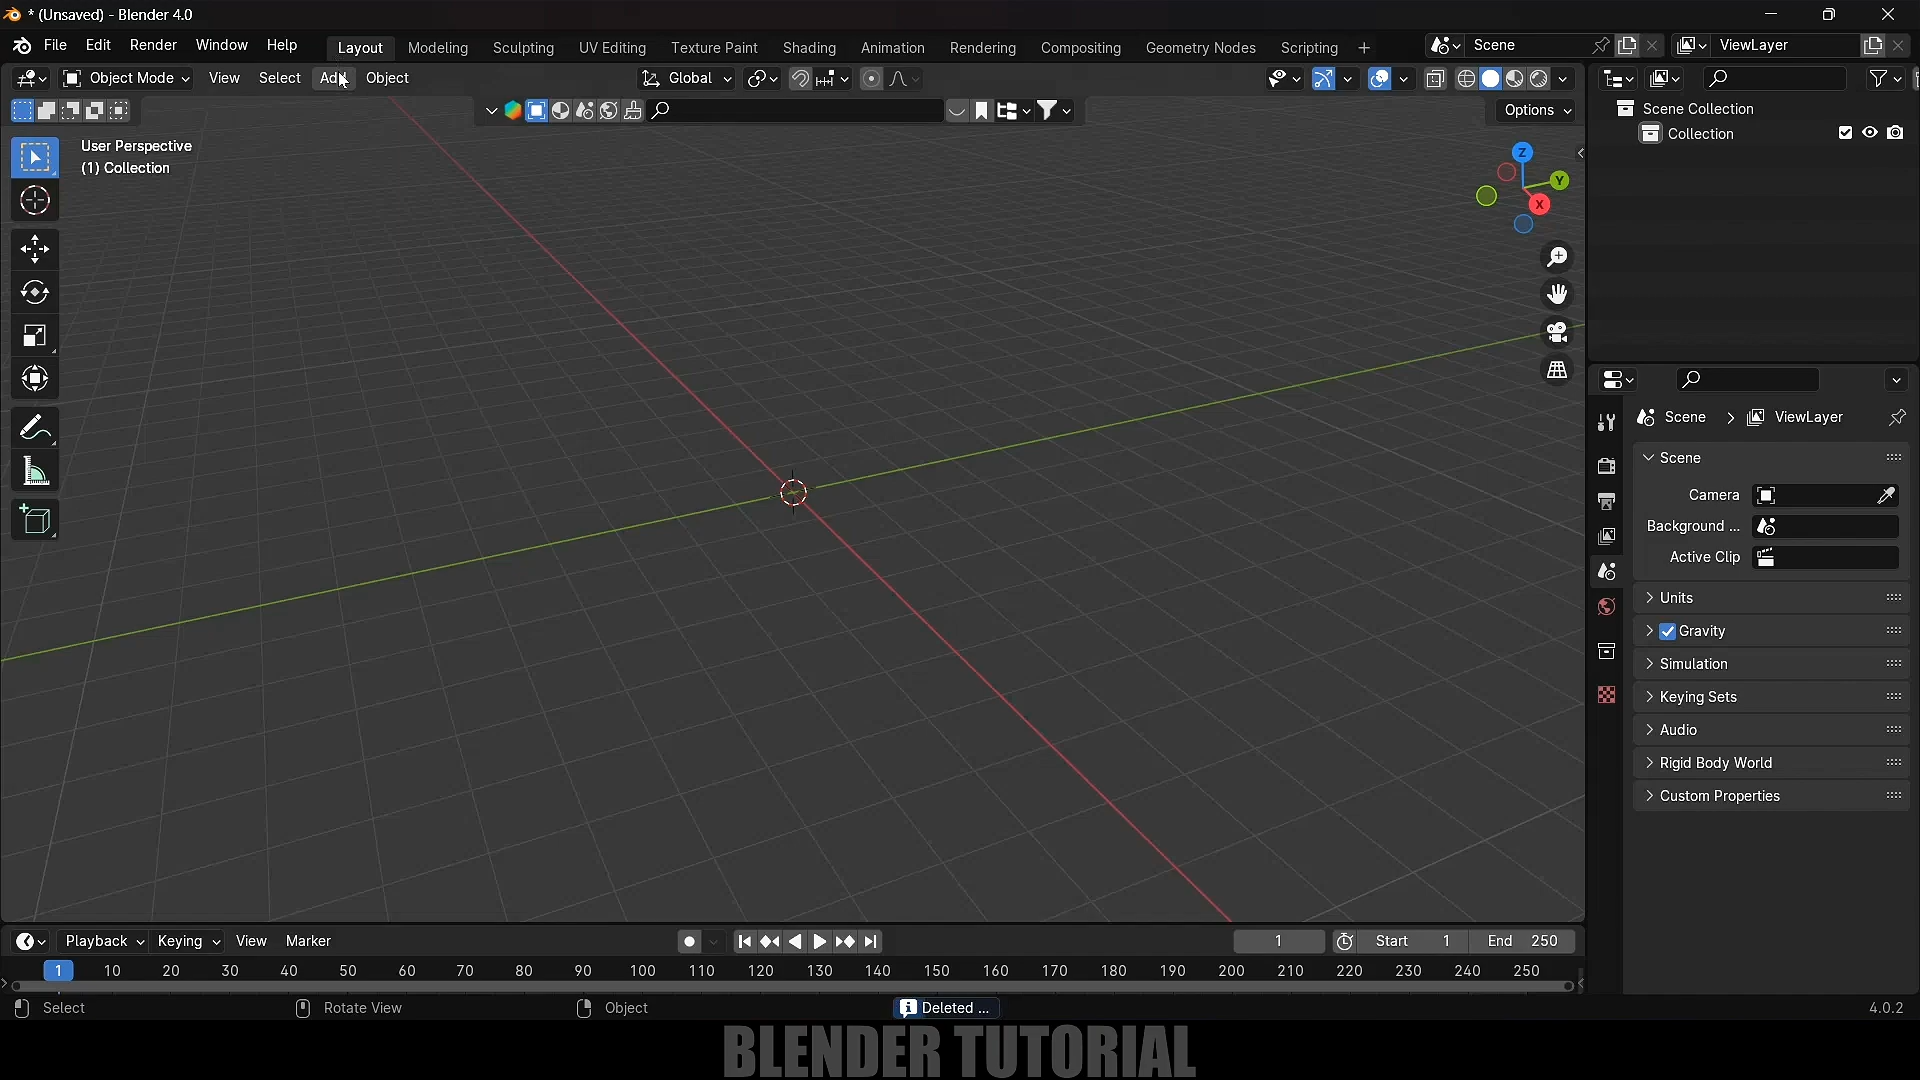 * (Unsaved) - Blender 4.0
File Edit Render Window Help Layout Modeling Sculpting UV Editing Texture Paint Shading Animation Rendering Compositing Geometry Nodes Scripting + Scene ViewLayer
Object Mode View Select Add Object Global
Options
User Perspective
(1) Collection
Z
Y
X
Scene Collection
Collection
Scene > ViewLayer
Scene
Camera
Background ...
Active Clip
Units
Gravity
Simulation
Keying Sets
Audio
Rigid Body World
Custom Properties
Playback Keying View Marker 1 Start 1 End 250
1 10 20 30 40 50 60 70 80 90 100 110 120 130 140 150 160 170 180 190 200 210 220 230 240 250
Select Rotate View Object Deleted ... 4.0.2
BLENDER TUTORIAL